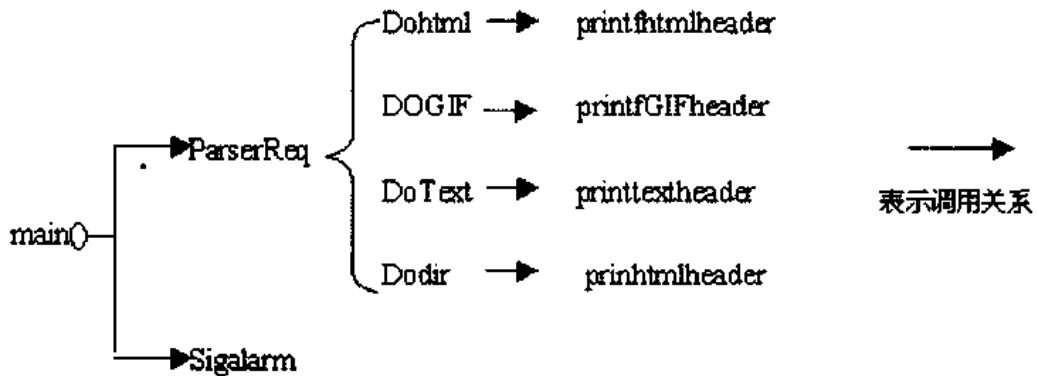 Dohtml printfhtmlheader
DOGIF printfGIFheader
ParserReq
DoText printtextheader
表示调用关系
main()
Dodir prinhtmlheader
Sigalarm